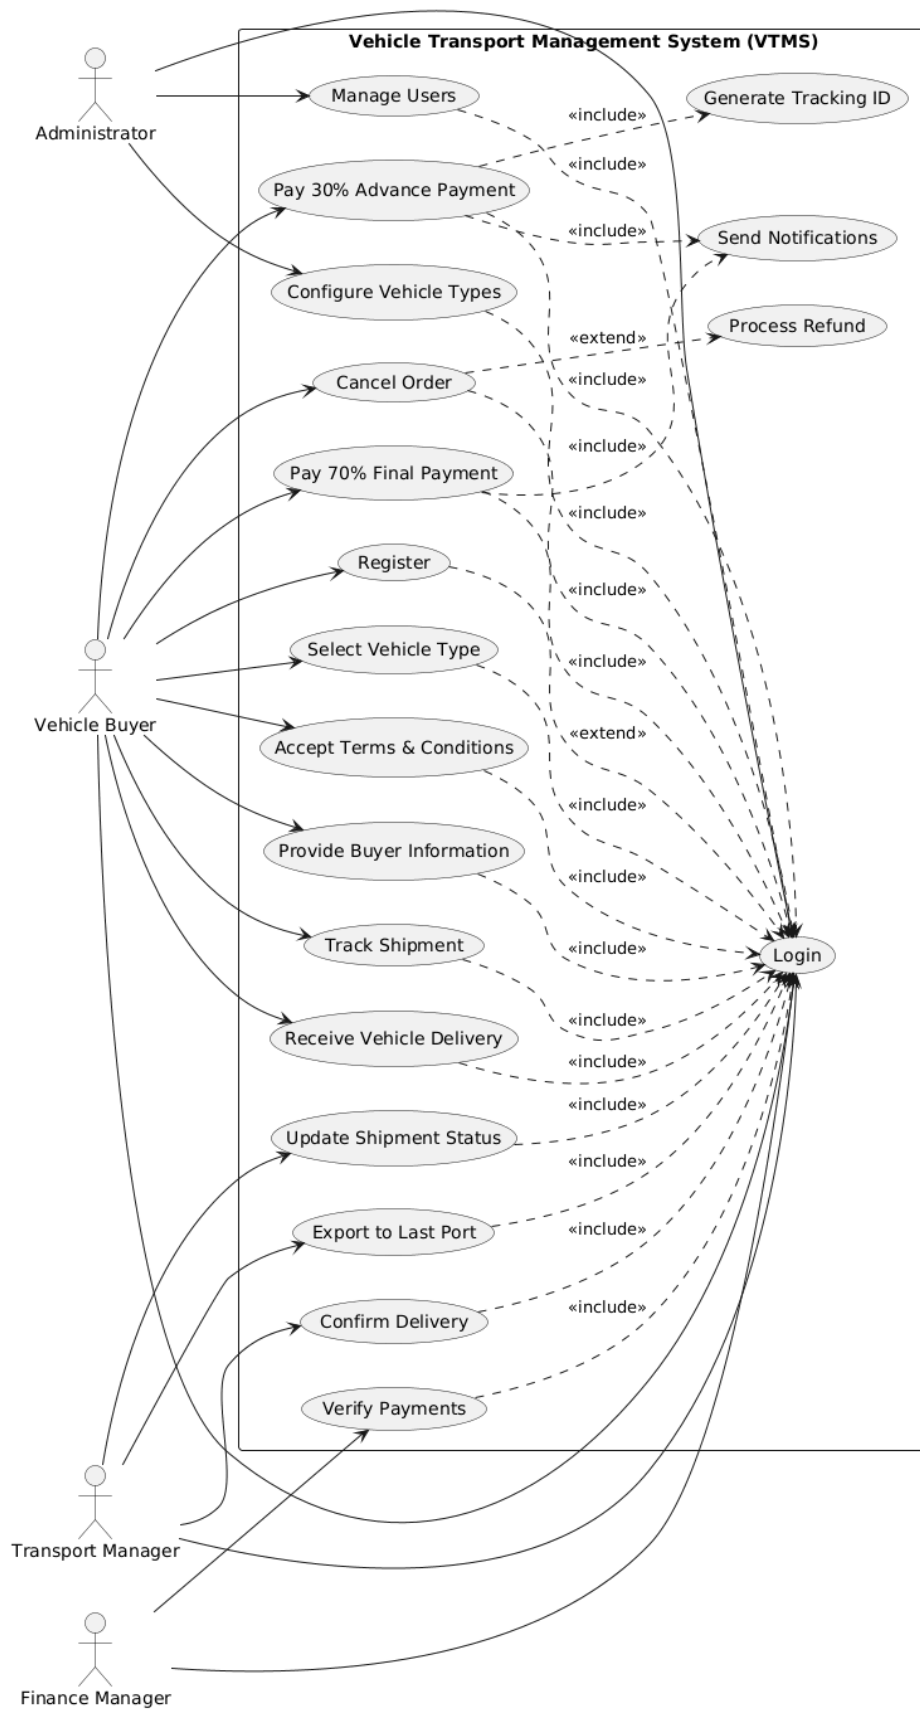 Vehicle Transport Management System (VTMS)
Administrator
Manage Users
Generate Tracking ID
«include»
«include»
Pay 30% Advance Payment
«include»
Send Notifications
Configure Vehicle Types
Process Refund
«extend»
Cancel Order
«include»
«include»
Pay 70% Final Payment
«include»
Register
«include»
Select Vehicle Type
«include»
Vehicle Buyer
«extend»
Accept Terms & Conditions
«include»
Provide Buyer Information
«include»
Track Shipment
«include»
Login
«include»
Receive Vehicle Delivery
«include»
«include»
Update Shipment Status
«include»
Export to Last Port
«include»
«include»
Confirm Delivery
Verify Payments
Transport Manager
Finance Manager